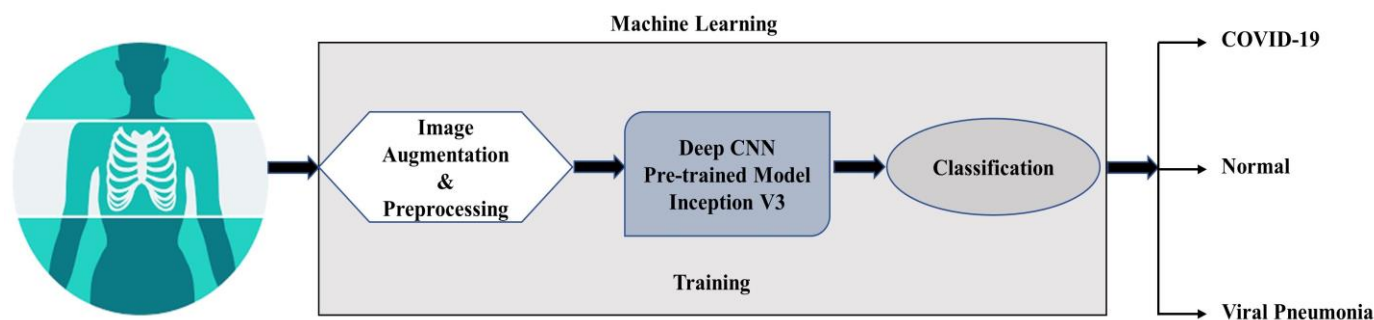 Machine Learning
Image
Augmentation
&
Preprocessing
Deep CNN
Pre-trained Model
Inception V3
Classification
Training
COVID-19
Normal
Viral Pneumonia